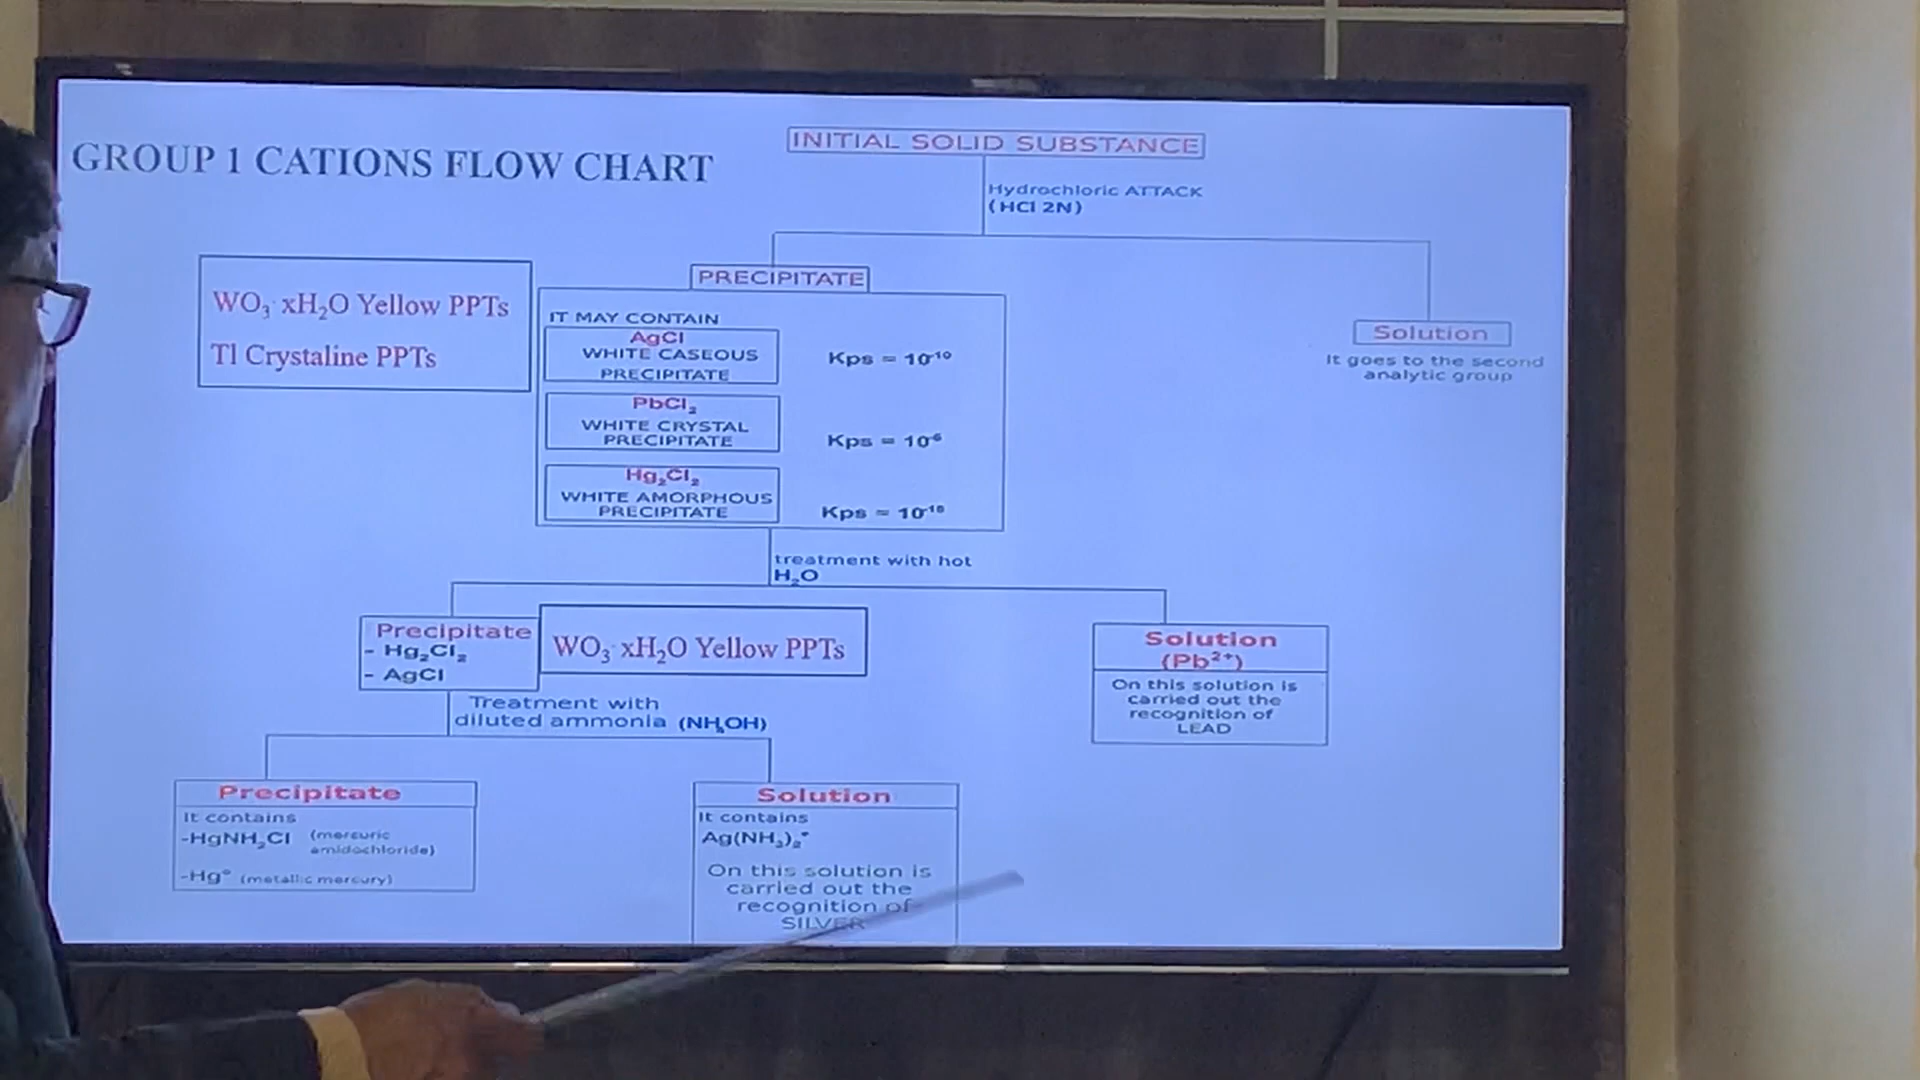 GROUP 1 CATIONS FLOW CHART
INITIAL SOLID SUBSTANCE
Hydrochloric ATTACK
(HCl 2N)
PRECIPITATE
WO₃ xH₂O Yellow PPTs
Tl Crystaline PPTs
IT MAY CONTAIN
AgCl
WHITE CASEOUS
PRECIPITATE
Kps = 10⁻¹⁰
PbCl₂
WHITE CRYSTAL
PRECIPITATE
Kps = 10⁻⁶
Hg₂Cl₂
WHITE AMORPHOUS
PRECIPITATE
Kps = 10⁻¹⁸
Solution
It goes to the second
analytic group
treatment with hot
H₂O
Precipitate
- Hg₂Cl₂
- AgCl
WO₃ xH₂O Yellow PPTs
Solution
(Pb²⁺)
On this solution is
carried out the
recognition of
LEAD
Treatment with
diluted ammonia (NH₄OH)
Precipitate
It contains
-HgNH₂Cl (mercuric
amidochloride)
-Hg° (metallic mercury)
Solution
It contains
Ag(NH₃)₂⁺
On this solution is
carried out the
recognition of
SILVER